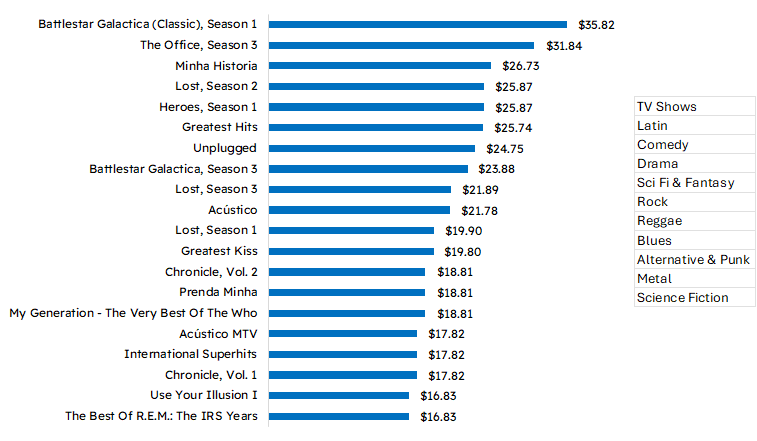 Battlestar Galactica (Classic), Season 1 $35.82
The Office, Season 3 $31.84
Minha Historia $26.73
Lost, Season 2 $25.87
Heroes, Season 1 $25.87
Greatest Hits $25.74
Unplugged $24.75
Battlestar Galactica, Season 3 $23.88
Lost, Season 3 $21.89
Acústico $21.78
Lost, Season 1 $19.90
Greatest Kiss $19.80
Chronicle, Vol. 2 $18.81
Prenda Minha $18.81
My Generation - The Very Best Of The Who $18.81
Acústico MTV $17.82
International Superhits $17.82
Chronicle, Vol. 1 $17.82
Use Your Illusion I $16.83
The Best Of R.E.M.: The IRS Years $16.83
TV Shows
Latin
Comedy
Drama
Sci Fi & Fantasy
Rock
Reggae
Blues
Alternative & Punk
Metal
Science Fiction